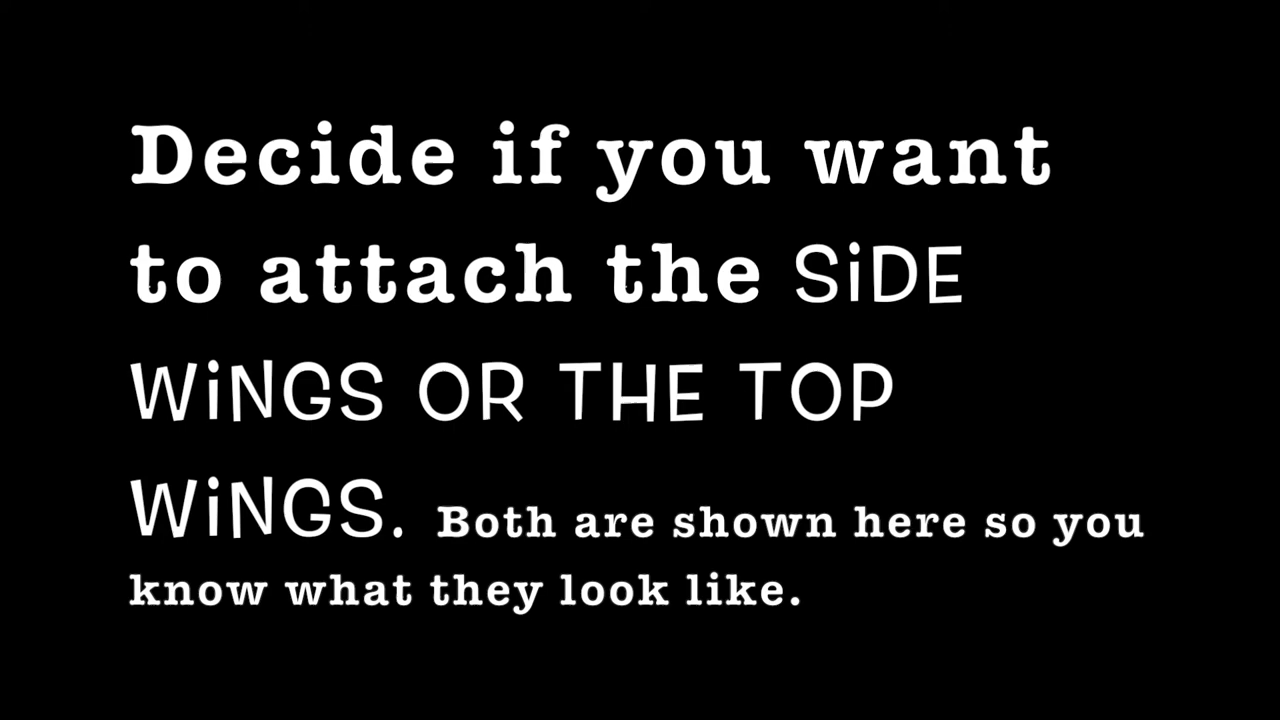 Decide if you want
to attach the SiDE
WiNGS OR THE TOP
WiNGS. Both are shown here so you
know what they look like.